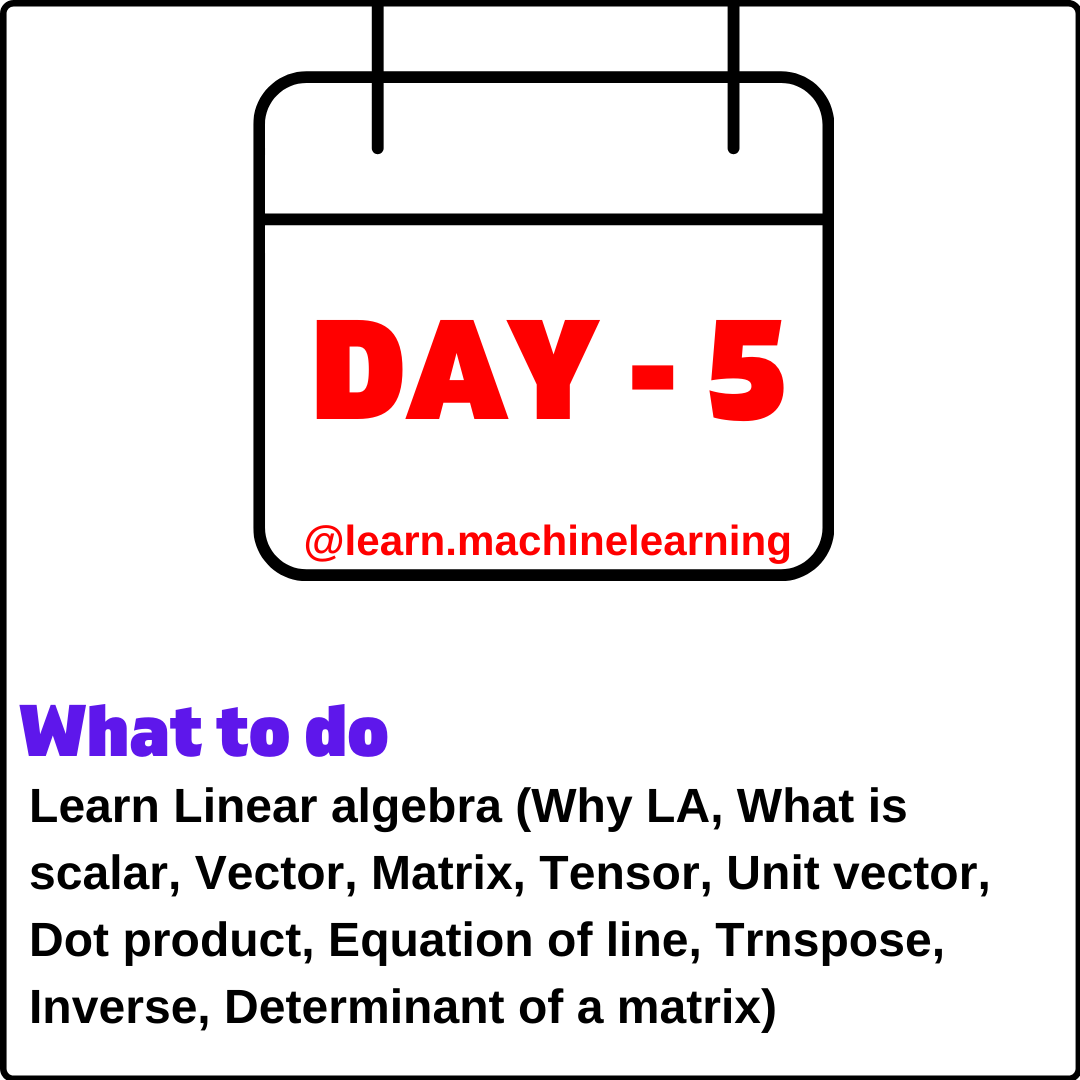 DAY - 5
@learn.machinelearning
What to do
Learn Linear algebra (Why LA, What is
scalar, Vector, Matrix, Tensor, Unit vector,
Dot product, Equation of line, Trnspose,
Inverse, Determinant of a matrix)